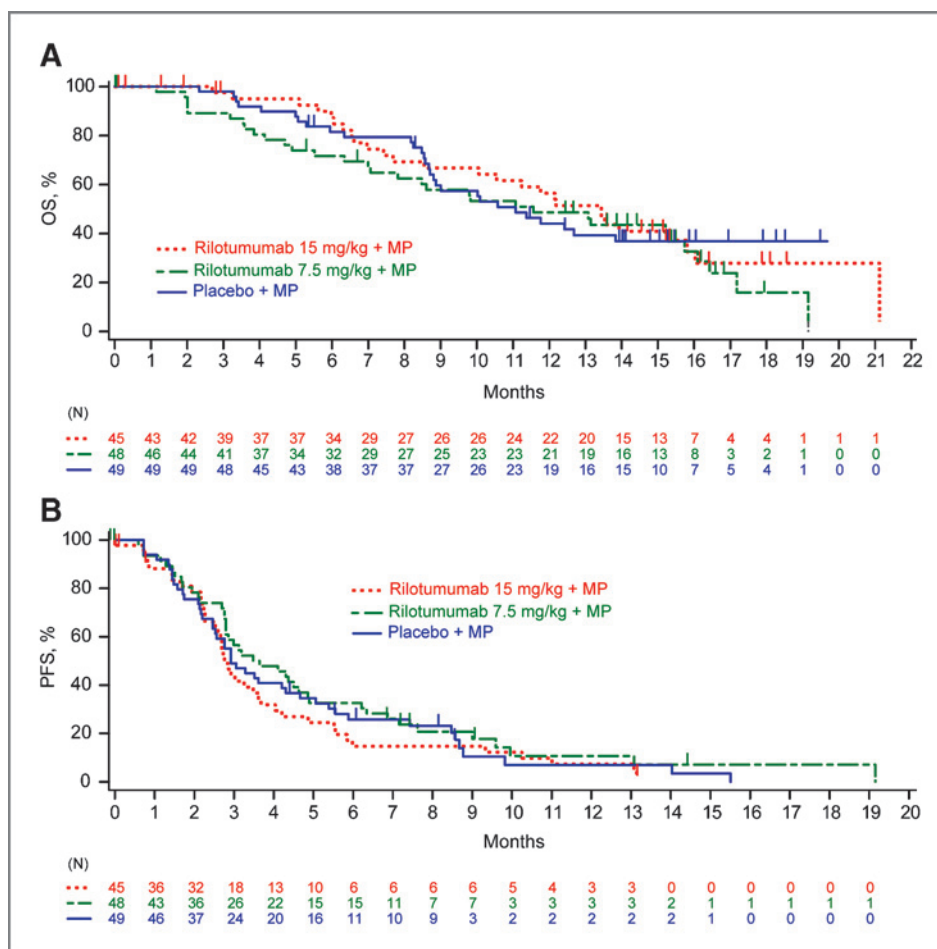 A
100
80
60
40
20
0
OS, %
Rilotumumab 15 mg/kg + MP
Rilotumumab 7.5 mg/kg + MP
Placebo + MP
0 1 2 3 4 5 6 7 8 9 10 11 12 13 14 15 16 17 18 19 20 21 22
Months
(N)
45 43 42 39 37 37 34 29 27 26 26 24 22 20 15 13 7 4 4 1 1 1
48 46 44 41 37 34 32 29 27 25 23 23 21 19 16 13 8 3 2 1 0 0
49 49 49 48 45 43 38 37 37 27 26 23 19 16 15 10 7 5 4 1 0 0
B
100
80
60
40
20
0
PFS, %
Rilotumumab 15 mg/kg + MP
Rilotumumab 7.5 mg/kg + MP
Placebo + MP
0 1 2 3 4 5 6 7 8 9 10 11 12 13 14 15 16 17 18 19 20
Months
(N)
45 36 32 18 13 10 6 6 6 6 5 4 3 3 0 0 0 0 0 0
48 43 36 26 22 15 15 11 7 7 3 3 3 3 2 1 1 1 1 1
49 46 37 24 20 16 11 10 9 3 2 2 2 2 2 1 0 0 0 0